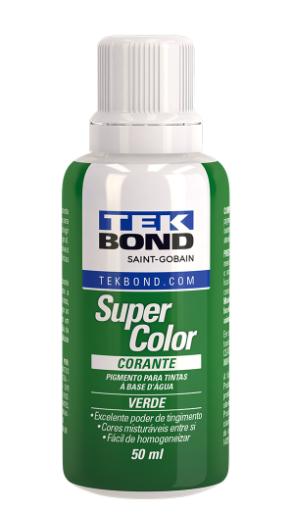 TEK
BOND
SAINT-GOBAIN
TEKBOND.COM
Super
Color
CORANTE
PIGMENTO PARA TINTAS
À BASE D'ÁGUA
VERDE
•Excelente poder de tingimento
•Cores misturáveis entre si
•Fácil de homogeneizar
50 ml